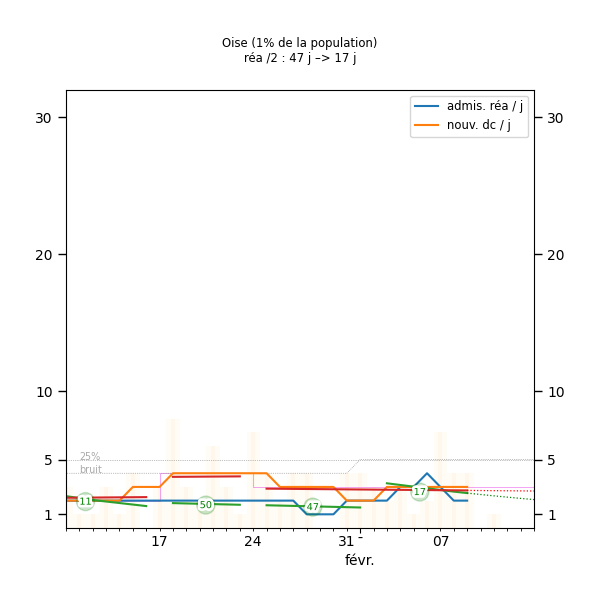 Oise (1% de la population)
réa /2 : 47 j –> 17 j
admis. réa / j
nouv. dc / j
30 30
20 20
10 10
25%
5 5
bruit
17
11
50
47
1 1
17 24 31 07
févr.